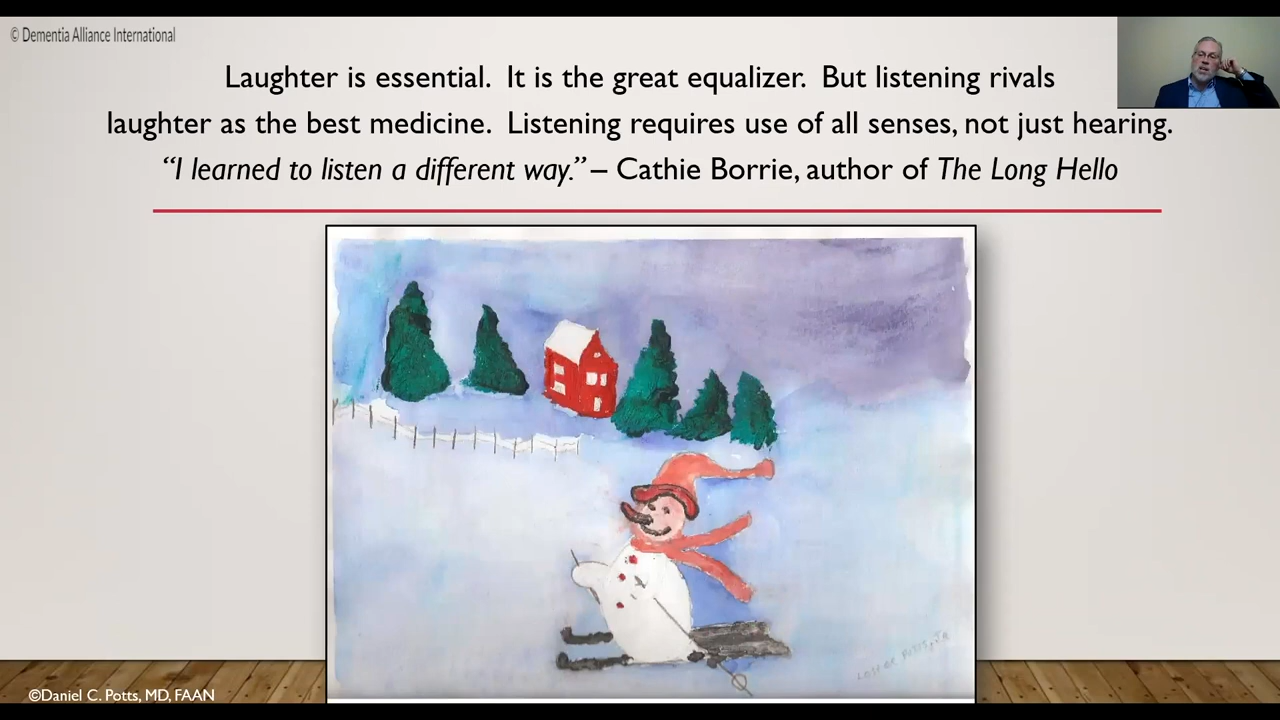 © Dementia Alliance International
Laughter is essential. It is the great equalizer. But listening rivals
laughter as the best medicine. Listening requires use of all senses, not just hearing.
“I learned to listen a different way.” – Cathie Borrie, author of The Long Hello
POTTS, JR
©Daniel C. Potts, MD, FAAN